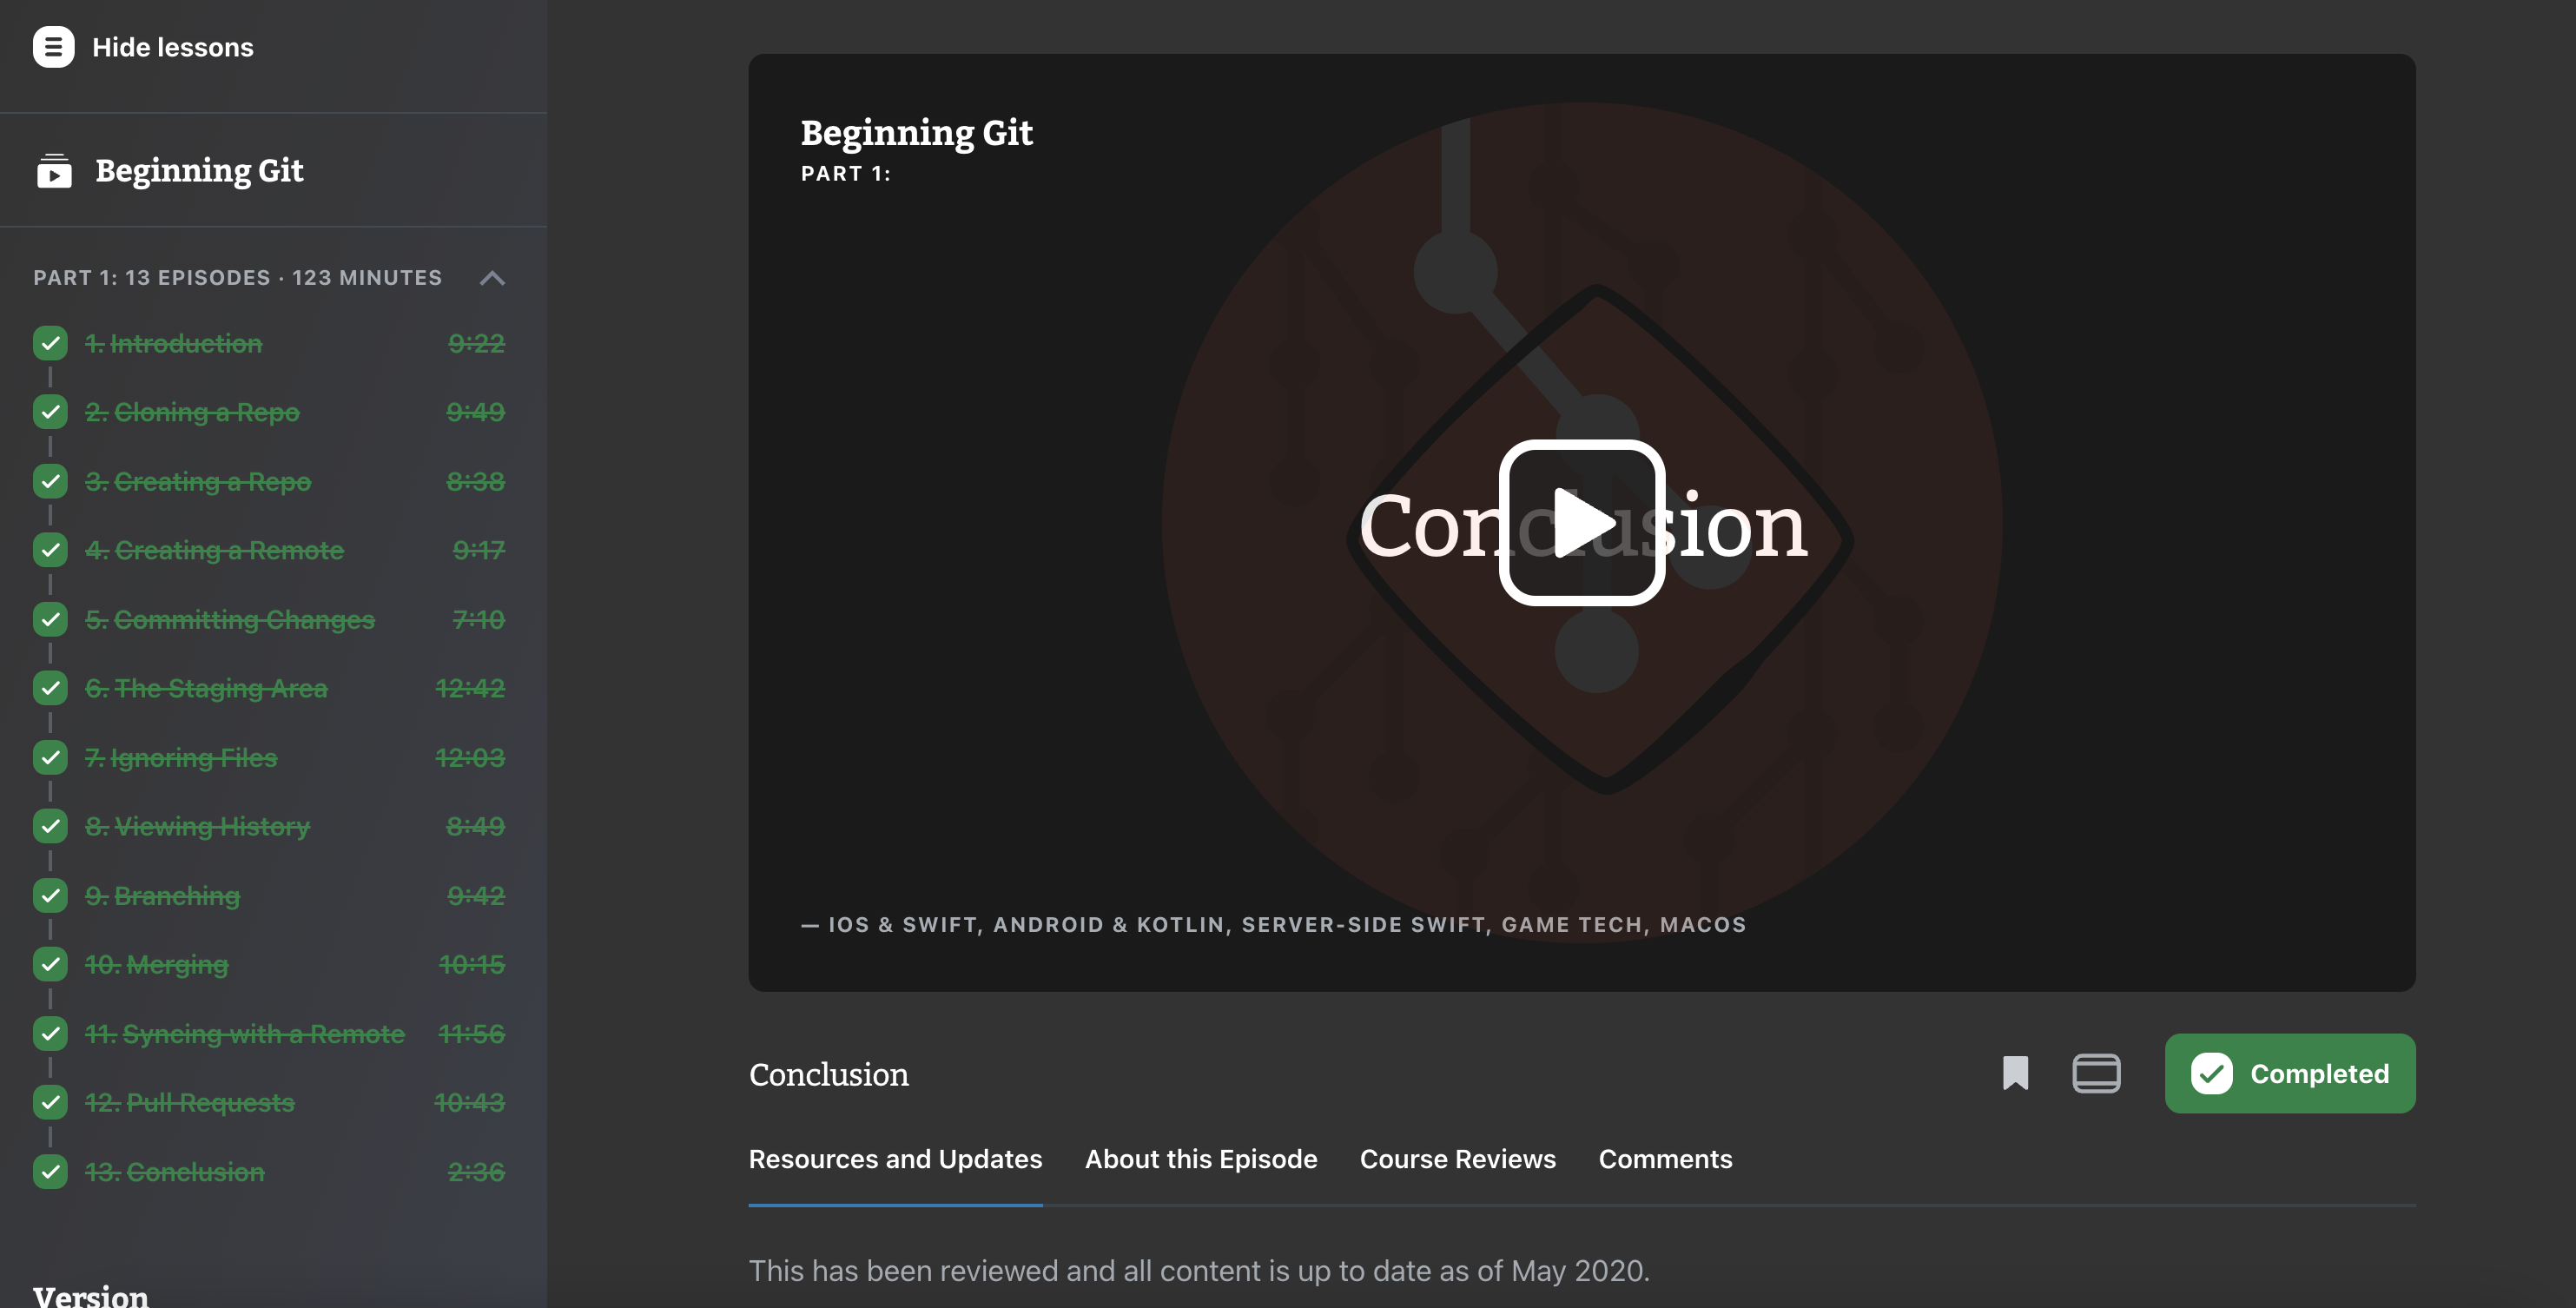 Hide lessons
Beginning Git
PART 1: 13 EPISODES · 123 MINUTES
1. Introduction 9:22
2. Cloning a Repo 9:49
3. Creating a Repo 8:38
4. Creating a Remote 9:17
5. Committing Changes 7:10
6. The Staging Area 12:42
7. Ignoring Files 12:03
8. Viewing History 8:49
9. Branching 9:42
10. Merging 10:15
11. Syncing with a Remote 11:56
12. Pull Requests 10:43
13. Conclusion 2:36
Version
Beginning Git
PART 1:
Conclusion
— IOS & SWIFT, ANDROID & KOTLIN, SERVER-SIDE SWIFT, GAME TECH, MACOS
Conclusion
Completed
Resources and Updates About this Episode Course Reviews Comments
This has been reviewed and all content is up to date as of May 2020.